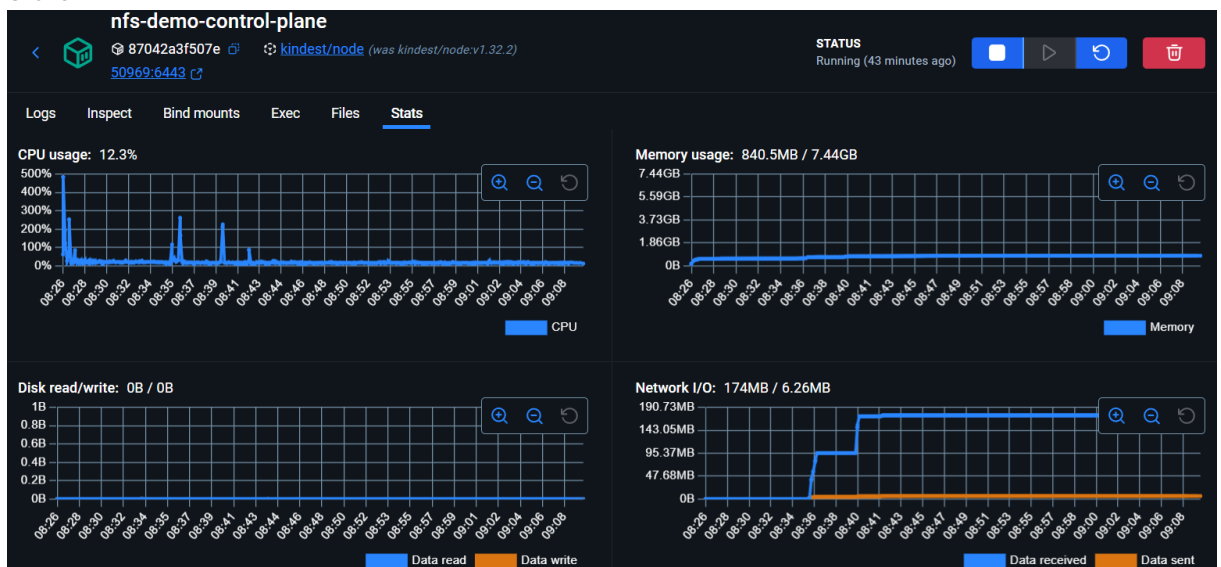 nfs-demo-control-plane
87042a3f507e kindest/node (was kindest/node:v1.32.2)
50969:6443
STATUS
Running (43 minutes ago)
Logs Inspect Bind mounts Exec Files Stats
CPU usage: 12.3%
500%
400%
300%
200%
100%
0%
08:26 08:28 08:30 08:32 08:34 08:35 08:37 08:39 08:41 08:43 08:44 08:46 08:48 08:50 08:52 08:53 08:55 08:57 08:59 09:01 09:02 09:04 09:06 09:08
CPU
Memory usage: 840.5MB / 7.44GB
7.44GB
5.59GB
3.73GB
1.86GB
0B
08:26 08:28 08:30 08:32 08:34 08:36 08:38 08:40 08:41 08:43 08:45 08:47 08:49 08:51 08:53 08:55 08:56 08:58 09:00 09:02 09:04 09:06 09:08
Memory
Disk read/write: 0B / 0B
1B
0.8B
0.6B
0.4B
0.2B
0B
08:26 08:28 08:30 08:32 08:34 08:35 08:37 08:39 08:41 08:43 08:44 08:46 08:48 08:50 08:52 08:53 08:55 08:57 08:59 09:01 09:02 09:04 09:06 09:08
Data read Data write
Network I/O: 174MB / 6.26MB
190.73MB
143.05MB
95.37MB
47.68MB
0B
08:26 08:28 08:30 08:32 08:34 08:36 08:38 08:40 08:41 08:43 08:45 08:47 08:49 08:51 08:53 08:55 08:56 08:58 09:00 09:02 09:04 09:06 09:08
Data received Data sent